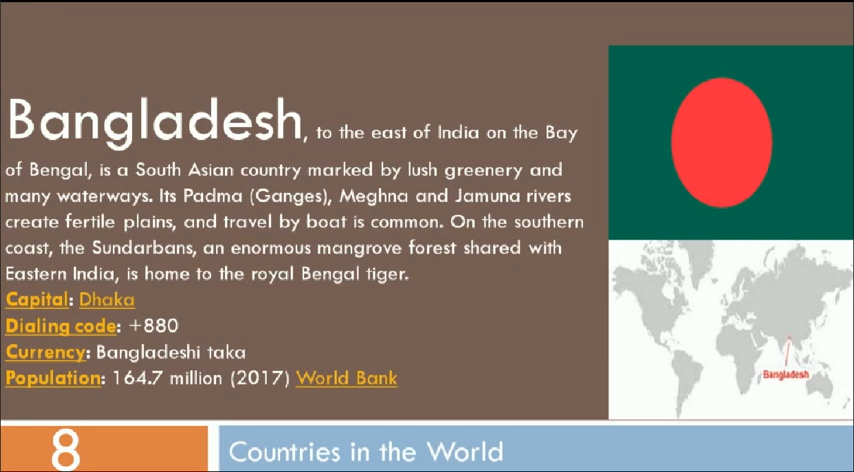 Bangladesh, to the east of India on the Bay
of Bengal, is a South Asian country marked by lush greenery and
many waterways. Its Padma (Ganges), Meghna and Jamuna rivers
create fertile plains, and travel by boat is common. On the southern
coast, the Sundarbans, an enormous mangrove forest shared with
Eastern India, is home to the royal Bengal tiger.
Capital: Dhaka
Dialing code: +880
Currency: Bangladeshi taka
Population: 164.7 million (2017) World Bank
Bangladesh
8
Countries in the World